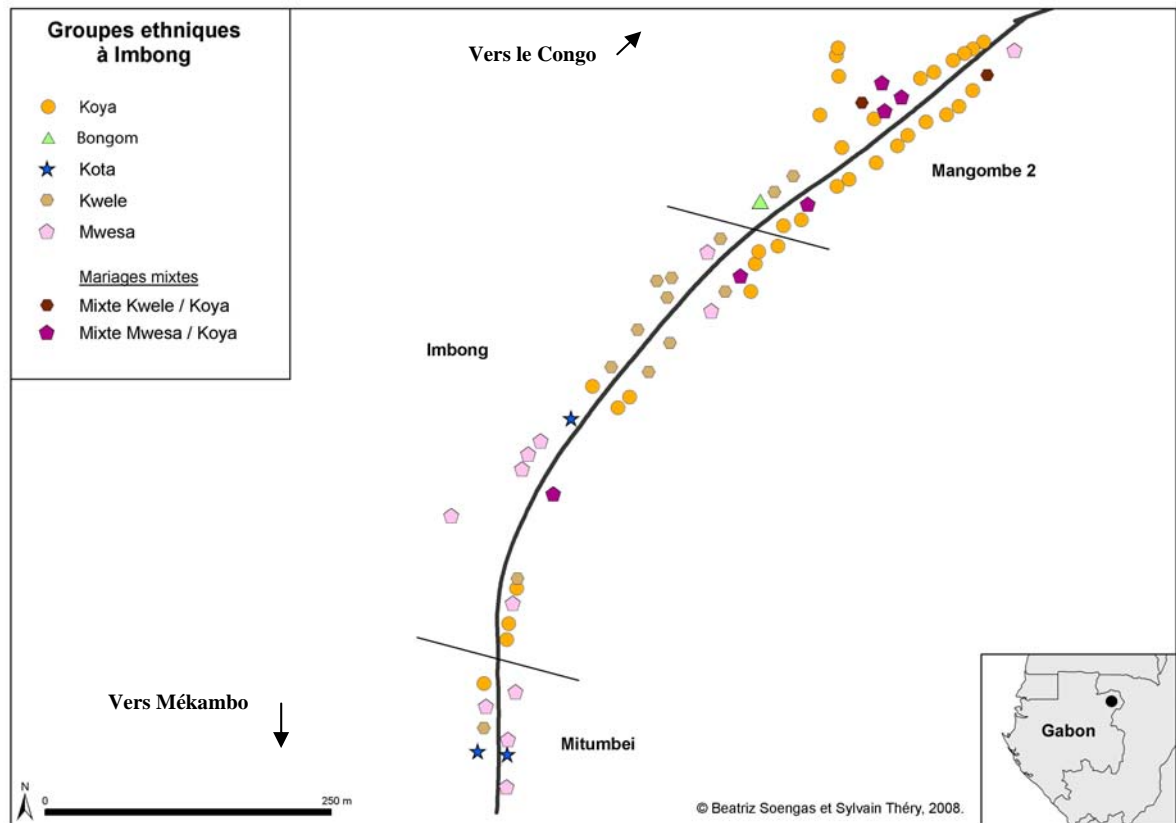 Groupes ethniques
à Imbong
Koya
Bongom
Kota
Kwele
Mwesa
Mariages mixtes
Mixte Kwele / Koya
Mixte Mwesa / Koya
Vers le Congo
Mangombe 2
Imbong
Vers Mékambo
Mitumbei
Gabon
N
0 250 m
© Beatriz Soengas et Sylvain Théry, 2008.